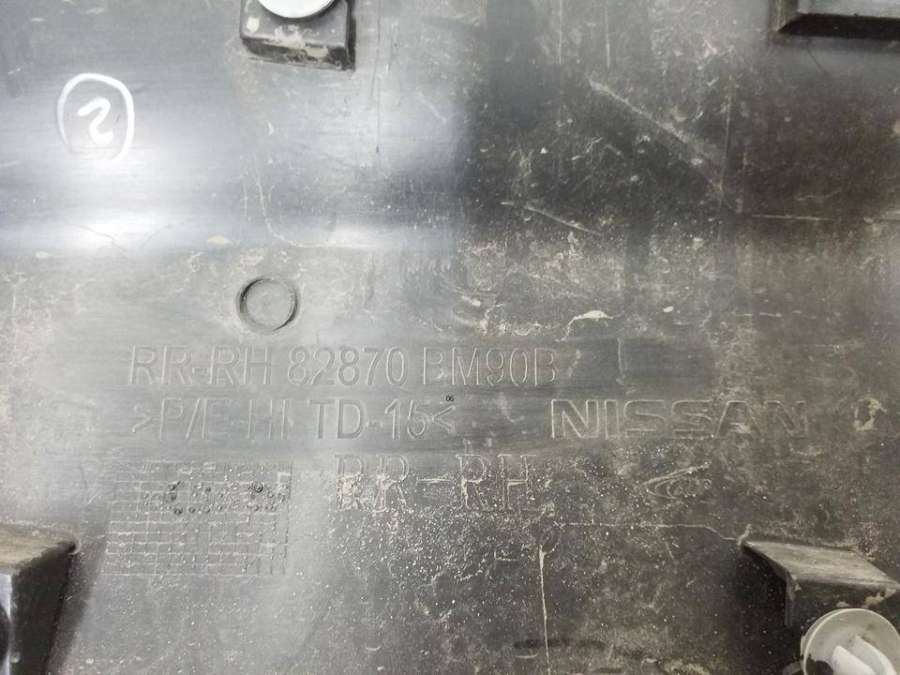 2
RR-RH 82870 BM90B
>P/E-HI TD-15<
NISSAN
RR-RH